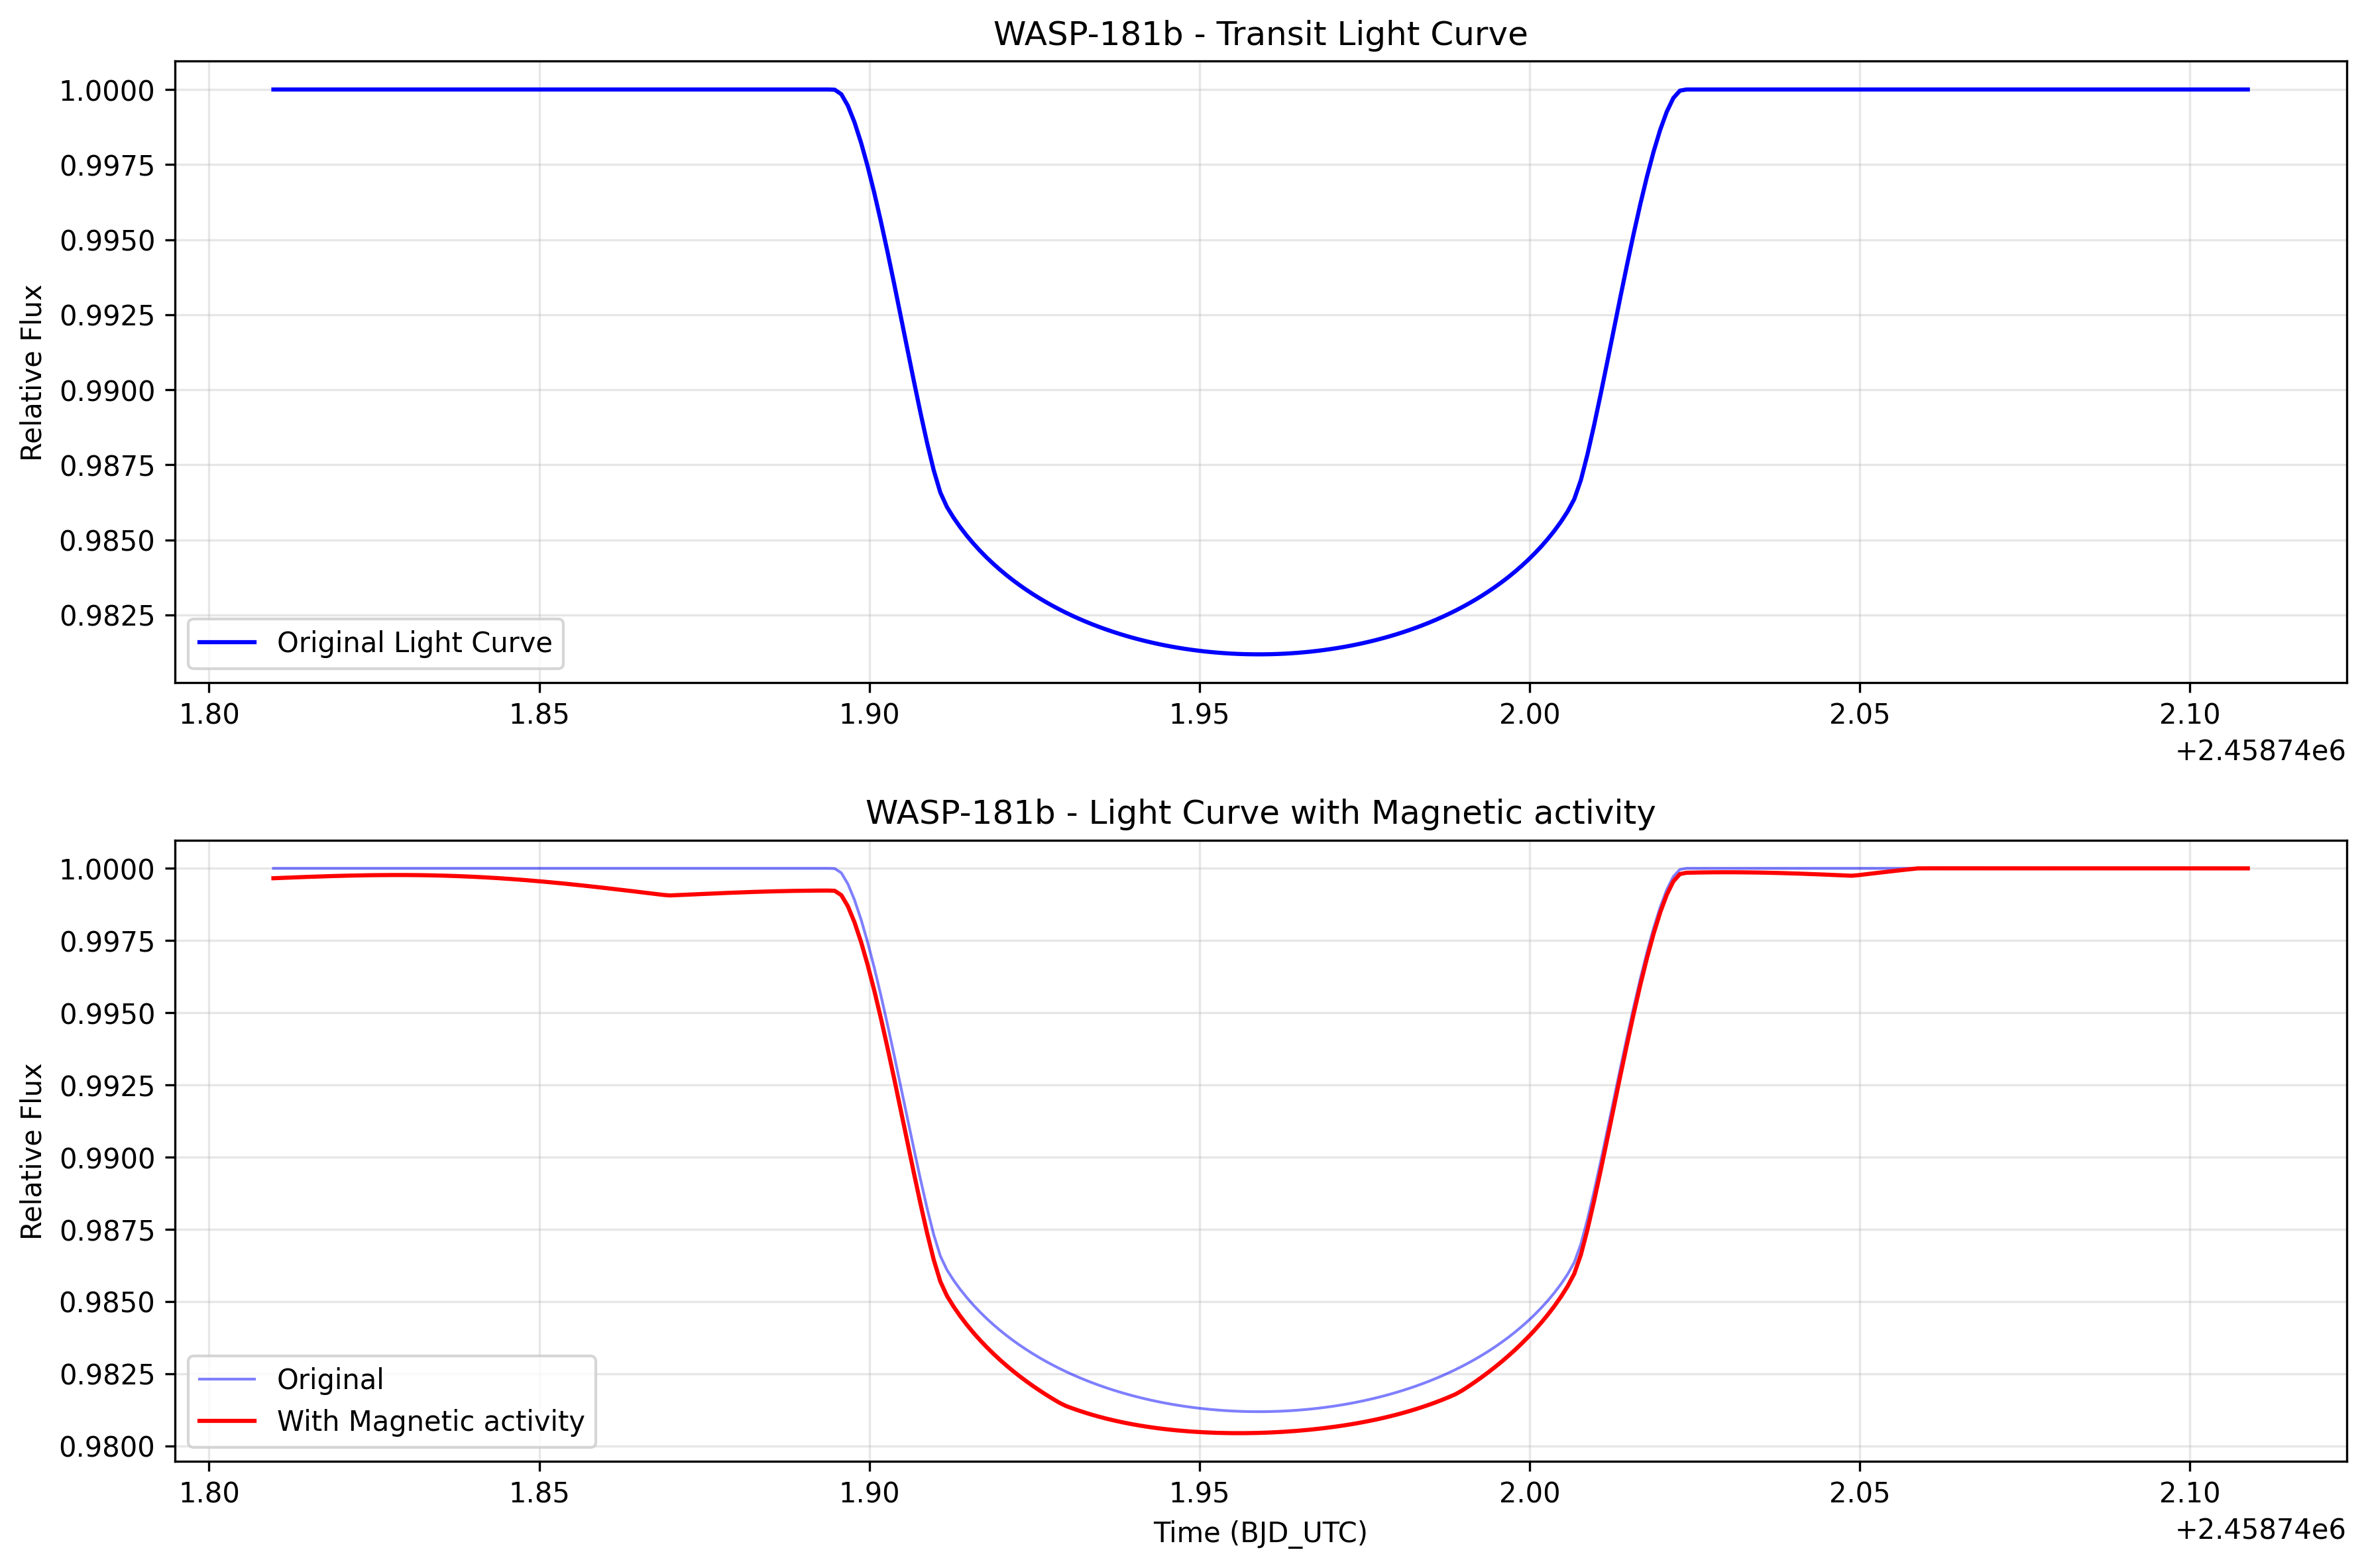 WASP-181b - Transit Light Curve
Relative Flux
1.0000
0.9975
0.9950
0.9925
0.9900
0.9875
0.9850
0.9825
Original Light Curve
1.80 1.85 1.90 1.95 2.00 2.05 2.10
+2.45874e6
WASP-181b - Light Curve with Magnetic activity
Relative Flux
1.0000
0.9975
0.9950
0.9925
0.9900
0.9875
0.9850
0.9825
0.9800
Original
With Magnetic activity
1.80 1.85 1.90 1.95 2.00 2.05 2.10
Time (BJD_UTC)
+2.45874e6